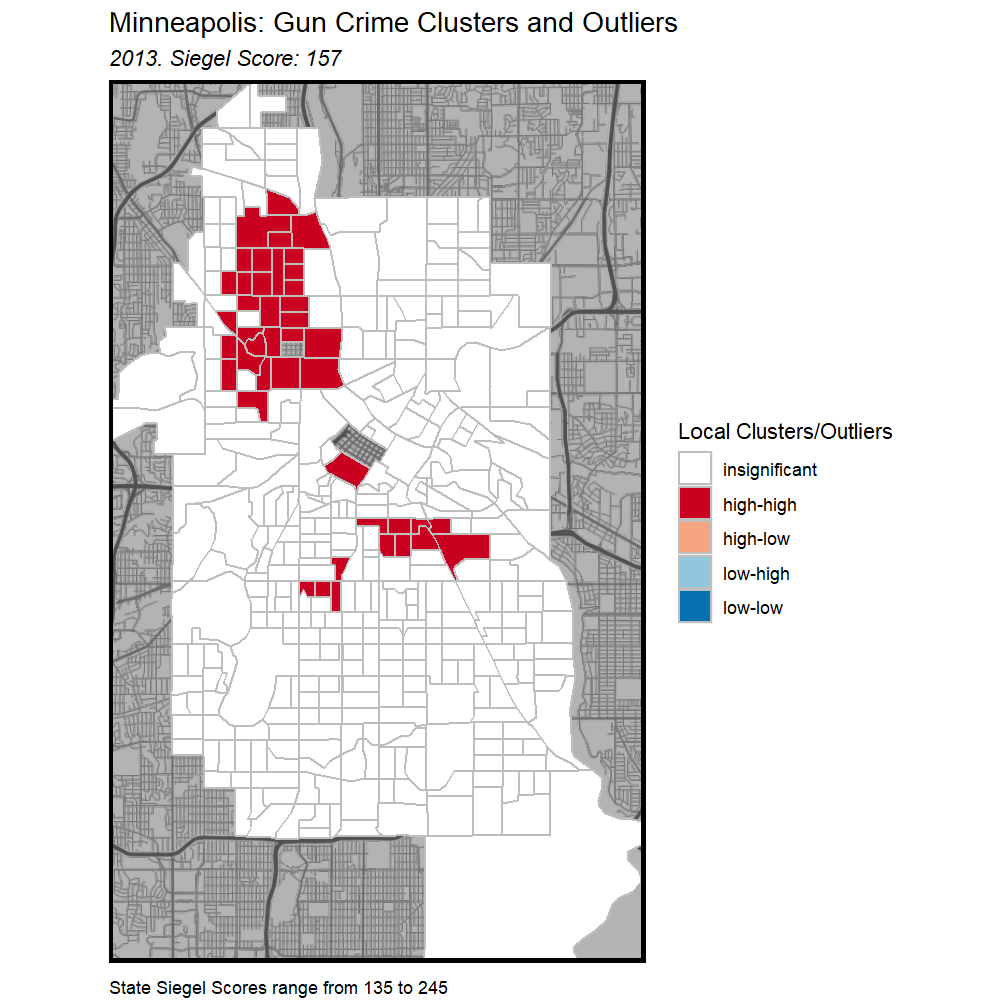 Minneapolis: Gun Crime Clusters and Outliers
2013. Siegel Score: 157
Local Clusters/Outliers
insignificant
high-high
high-low
low-high
low-low
State Siegel Scores range from 135 to 245